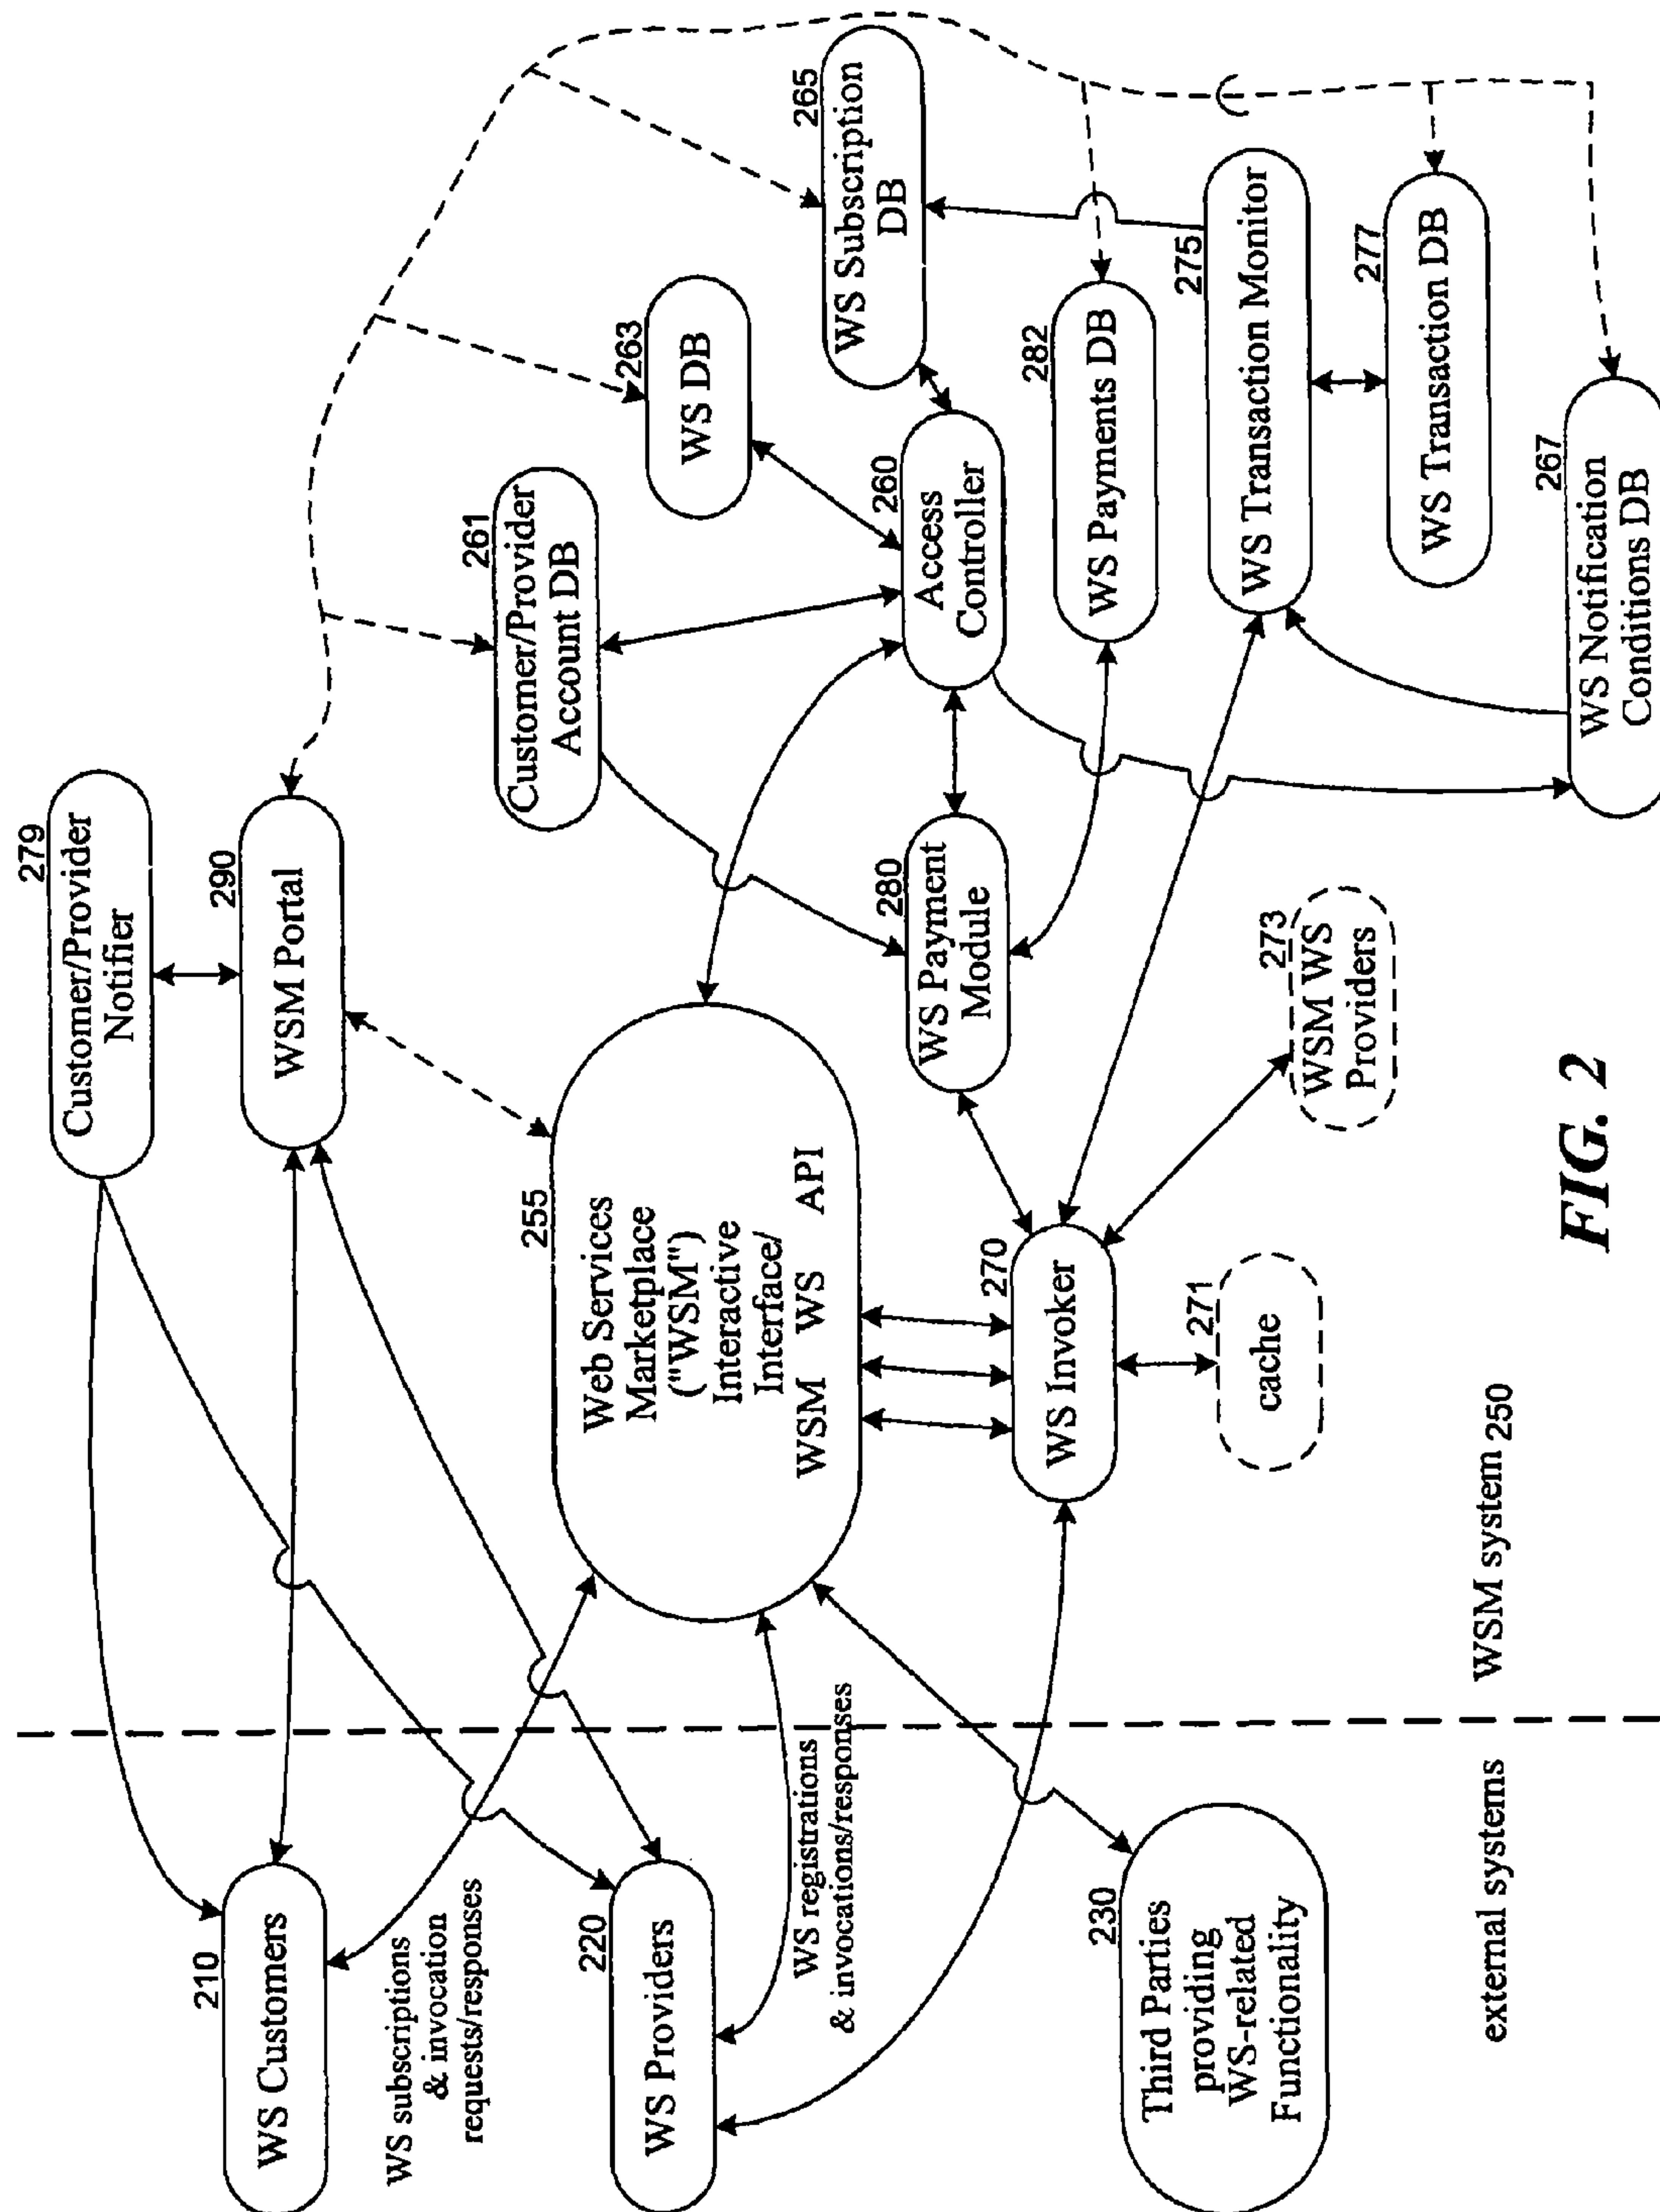 279
Customer/Provider
Notifier
290
WSM Portal
210
WS Customers
WS subscriptions
& invocation
requests/responses
220
WS Providers
WS registrations
& invocations/responses
230
Third Parties
providing
WS-related
Functionality
external systems
255
Web Services
Marketplace
("WSM")
Interactive
Interface/
WSM WS API
261
Customer/Provider
Account DB
263
WS DB
265
WS Subscription
DB
260
Access
Controller
280
WS Payment
Module
282
WS Payments DB
270
WS Invoker
271
cache
273
WSM WS
Providers
275
WS Transaction Monitor
277
WS Transaction DB
267
WS Notification
Conditions DB
WSM system 250
FIG. 2